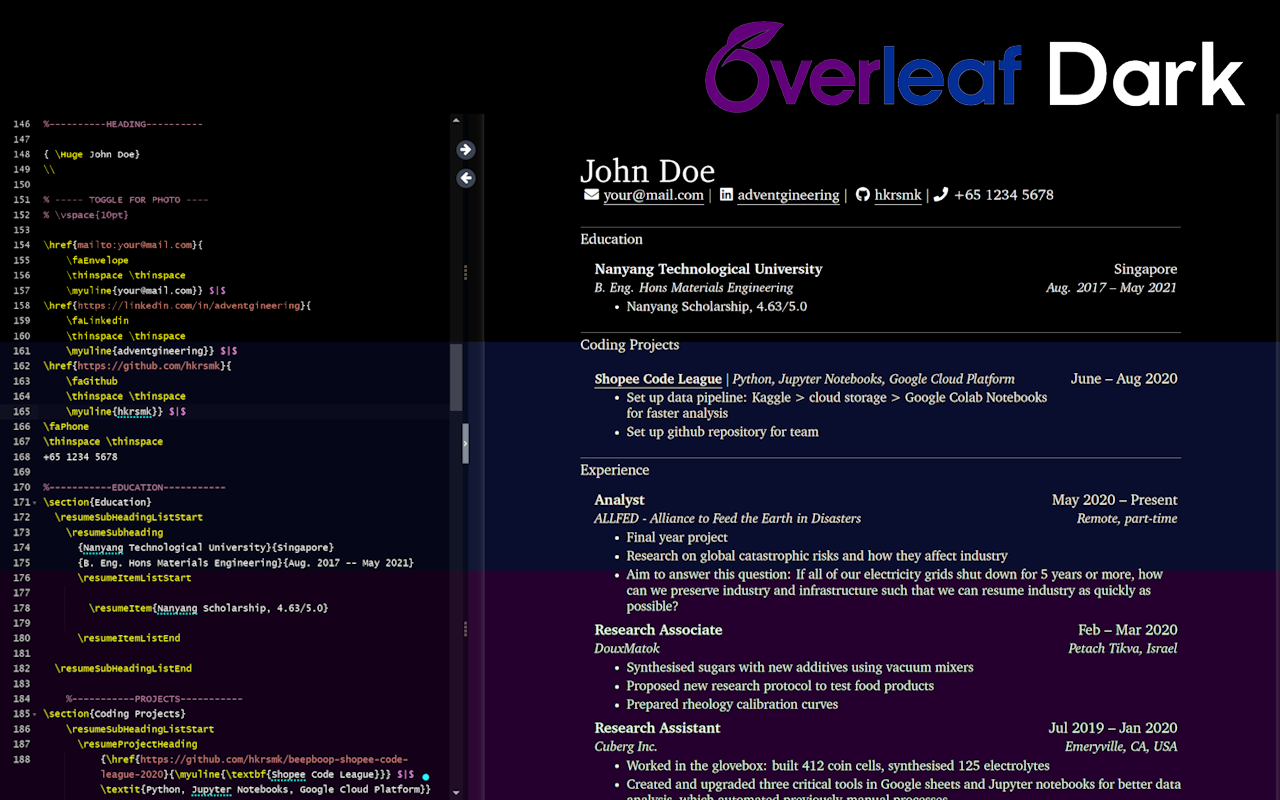 Overleaf Dark
146 %----------HEADING----------
147
148 { \Huge John Doe}
149 \\
150
151 % ----- TOGGLE FOR PHOTO ----
152 % \vspace{10pt}
153
154 \href{mailto:your@mail.com}{
155 \faEnvelope
156 \thinspace \thinspace
157 \myuline{your@mail.com}} $|$
158 \href{https://linkedin.com/in/adventgineering}{
159 \faLinkedin
160 \thinspace \thinspace
161 \myuline{adventgineering}} $|$
162 \href{https://github.com/hkrsmk}{
163 \faGithub
164 \thinspace \thinspace
165 \myuline{hkrsmk}} $|$
166 \faPhone
167 \thinspace \thinspace
168 +65 1234 5678
169
170 %-----------EDUCATION-----------
171 \section{Education}
172 \resumeSubHeadingListStart
173 \resumeSubheading
174 {Nanyang Technological University}{Singapore}
175 {B. Eng. Hons Materials Engineering}{Aug. 2017 -- May 2021}
176 \resumeItemListStart
177
178 \resumeItem{Nanyang Scholarship, 4.63/5.0}
179
180 \resumeItemListEnd
181
182 \resumeSubHeadingListEnd
183
184 %-----------PROJECTS-----------
185 \section{Coding Projects}
186 \resumeSubHeadingListStart
187 \resumeProjectHeading
188 {\href{https://github.com/hkrsmk/beepboop-shopee-code-
league-2020}{\myuline{\textbf{Shopee Code League}}} $|$
\textit{Python, Jupyter Notebooks, Google Cloud Platform}}
John Doe
your@mail.com | adventgineering | hkrsmk | +65 1234 5678
Education
Nanyang Technological University Singapore
B. Eng. Hons Materials Engineering Aug. 2017 – May 2021
• Nanyang Scholarship, 4.63/5.0
Coding Projects
Shopee Code League | Python, Jupyter Notebooks, Google Cloud Platform June – Aug 2020
• Set up data pipeline: Kaggle > cloud storage > Google Colab Notebooks
for faster analysis
• Set up github repository for team
Experience
Analyst May 2020 – Present
ALLFED - Alliance to Feed the Earth in Disasters Remote, part-time
• Final year project
• Research on global catastrophic risks and how they affect industry
• Aim to answer this question: If all of our electricity grids shut down for 5 years or more, how
can we preserve industry and infrastructure such that we can resume industry as quickly as
possible?
Research Associate Feb – Mar 2020
DouxMatok Petach Tikva, Israel
• Synthesised sugars with new additives using vacuum mixers
• Proposed new research protocol to test food products
• Prepared rheology calibration curves
Research Assistant Jul 2019 – Jan 2020
Cuberg Inc. Emeryville, CA, USA
• Worked in the glovebox: built 412 coin cells, synthesised 125 electrolytes
• Created and upgraded three critical tools in Google sheets and Jupyter notebooks for better data
analysis, which automated previously manual processes